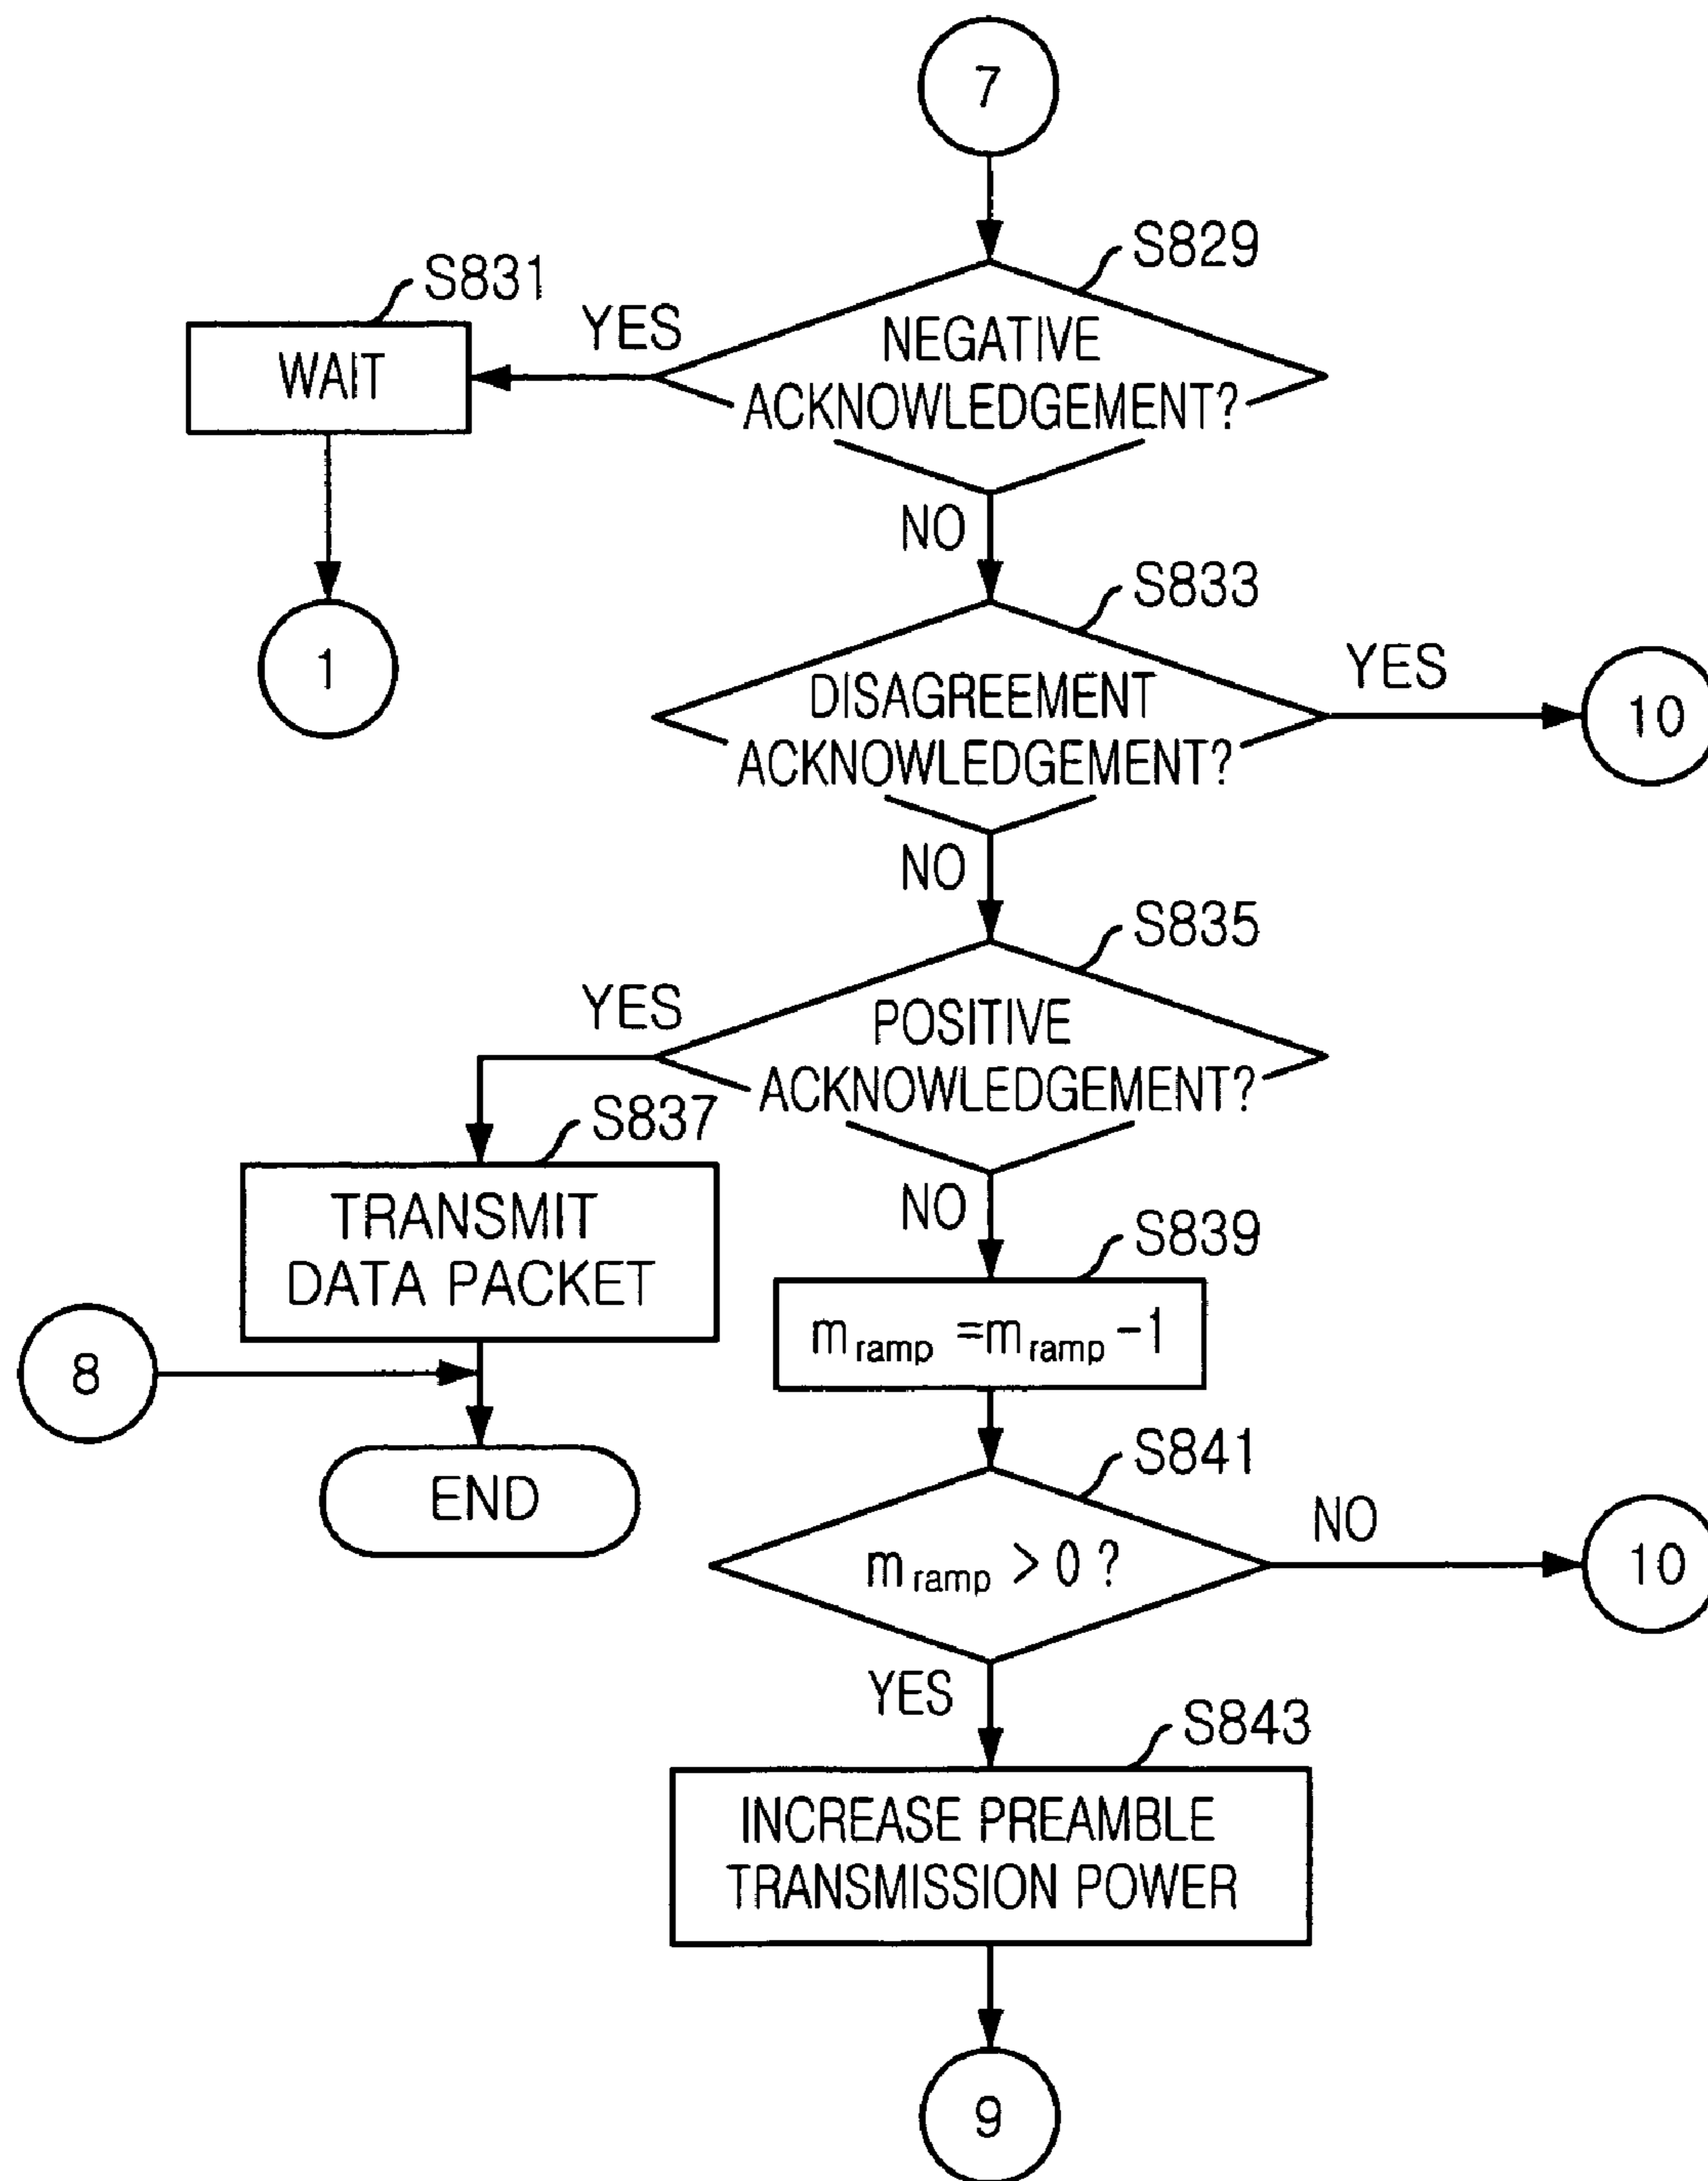 7
S829
S831
YES
NEGATIVE
ACKNOWLEDGEMENT?
WAIT
NO
1
S833
YES
DISAGREEMENT
ACKNOWLEDGEMENT?
10
NO
S835
YES
POSITIVE
ACKNOWLEDGEMENT?
S837
TRANSMIT
DATA PACKET
NO
S839
m ramp =m ramp -1
8
END
S841
NO
m ramp > 0 ?
10
YES
S843
INCREASE PREAMBLE
TRANSMISSION POWER
9